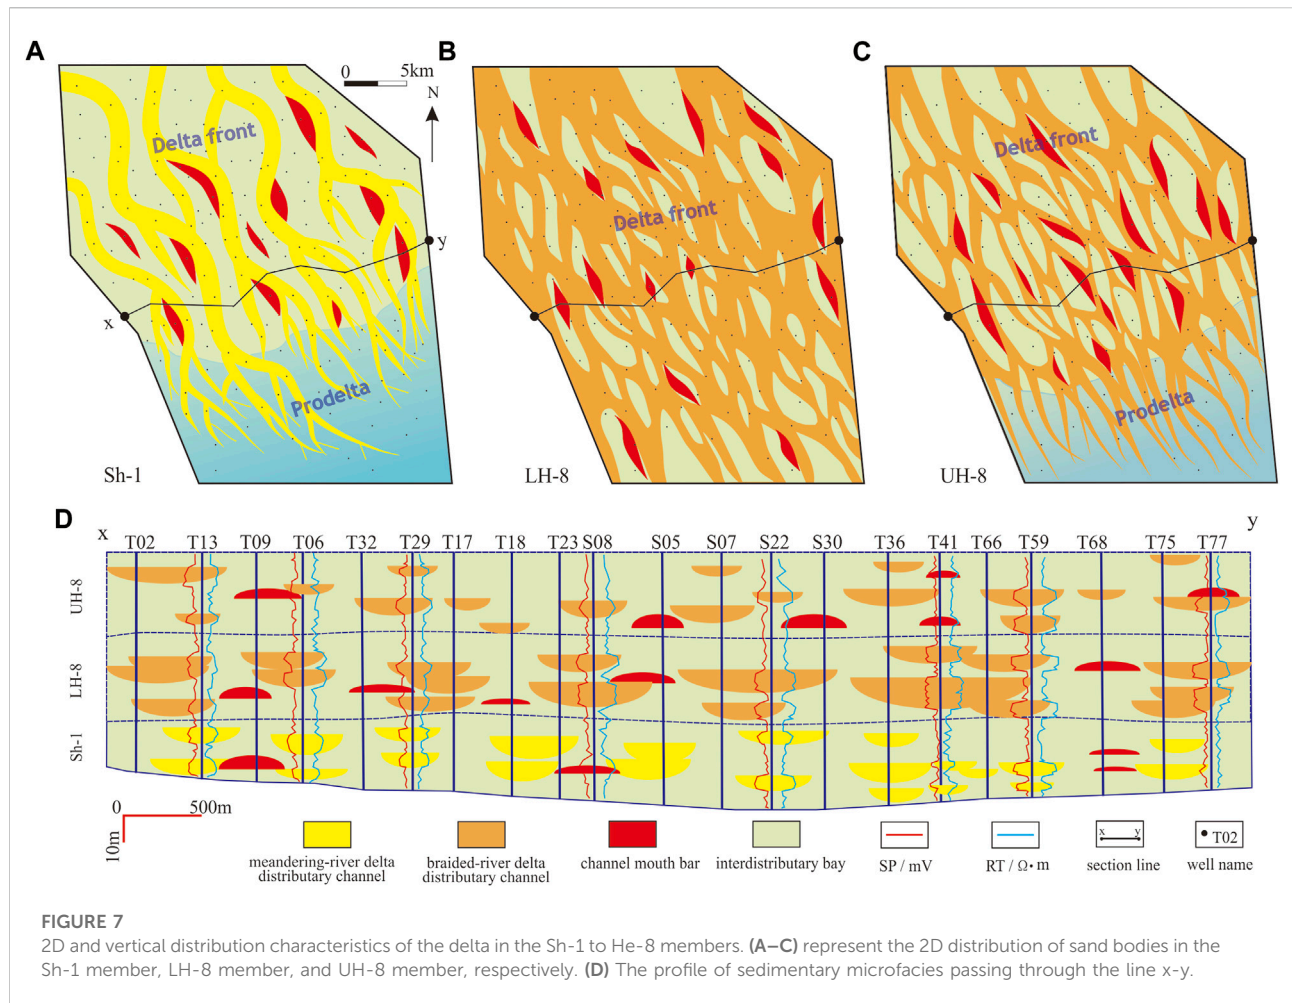 A
B
C
0 5km
N
Delta front
Delta front
Delta front
y
x
Prodelta
Prodelta
Sh-1
LH-8
UH-8
D
x
y
T02 T13 T09 T06 T32 T29 T17 T18 T23 S08 S05 S07 S22 S30 T36 T41 T66 T59 T68 T75 T77
UH-8
LH-8
Sh-1
0 500m
10m
meandering-river delta
distributary channel
braided-river delta
distributary channel
channel mouth bar
interdistributary bay
SP / mV
RT / Ω• m
x y
section line
T02
well name
FIGURE 7
2D and vertical distribution characteristics of the delta in the Sh-1 to He-8 members. (A–C) represent the 2D distribution of sand bodies in the
Sh-1 member, LH-8 member, and UH-8 member, respectively. (D) The profile of sedimentary microfacies passing through the line x-y.